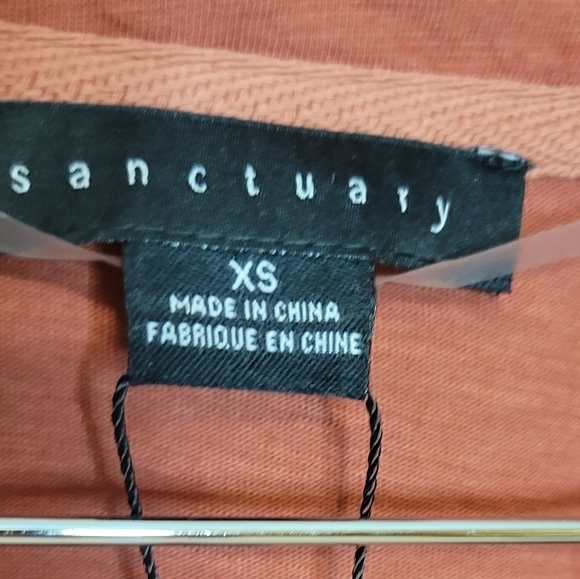 sanctuary
XS
MADE IN CHINA
FABRIQUE EN CHINE